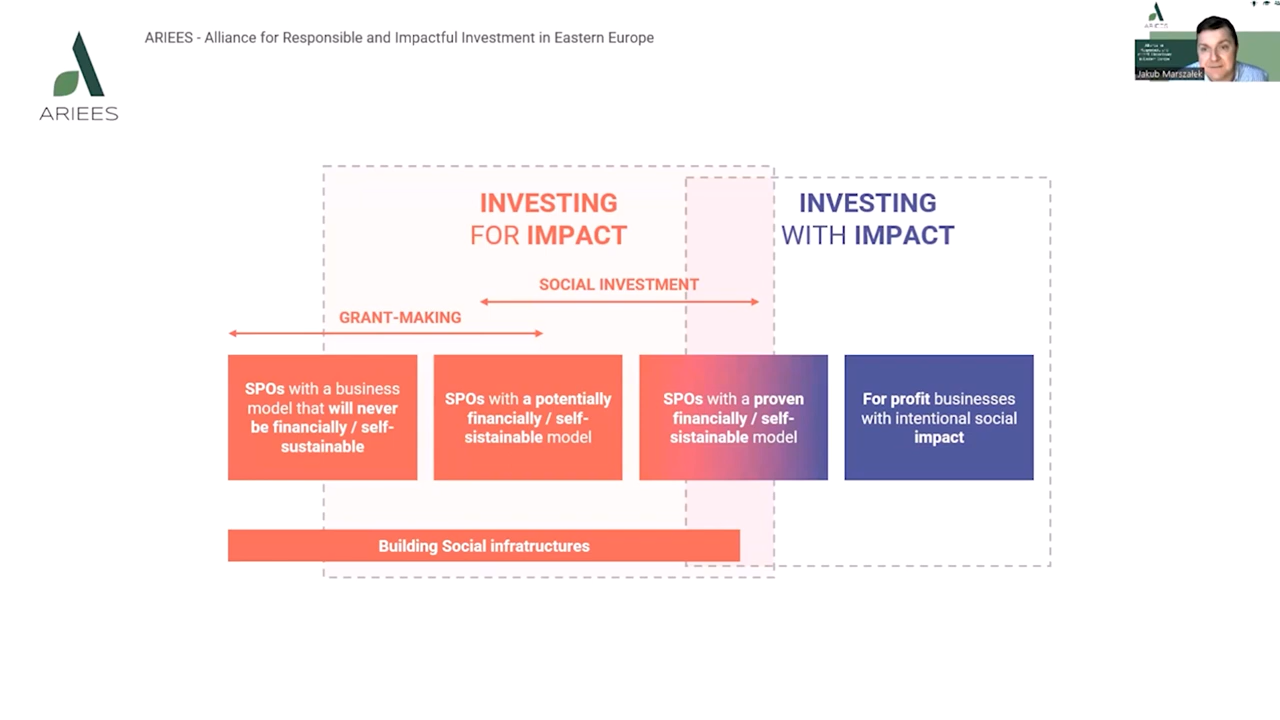 ARIEES - Alliance for Responsible and Impactful Investment in Eastern Europe
ARIEES
Jakub Marszałek
INVESTING
FOR IMPACT
INVESTING
WITH IMPACT
SOCIAL INVESTMENT
GRANT-MAKING
SPOs with a business
model that will never
be financially / self-
sustainable
SPOs with a potentially
financially / self-
sistainable model
SPOs with a proven
financially / self-
sistainable model
For profit businesses
with intentional social
impact
Building Social infratructures